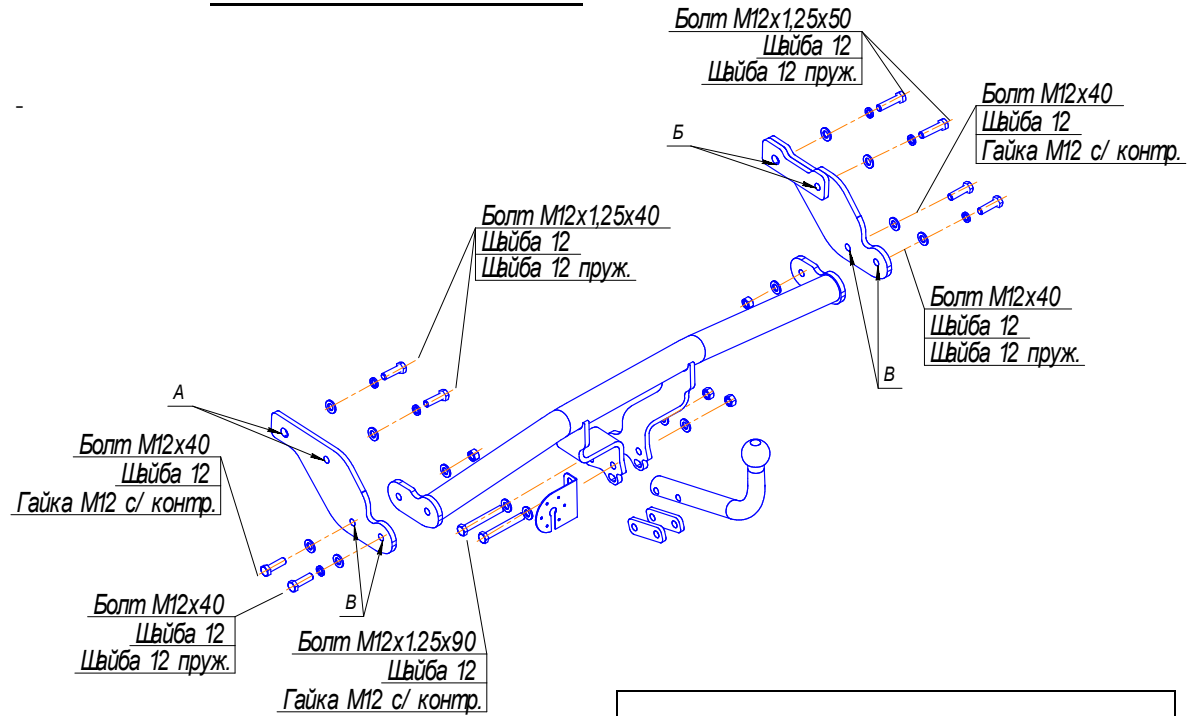 Болт М12х1,25х50
Шайба 12
Шайба 12 пруж.
Болт М12х40
Шайба 12
Гайка М12 с/ контр.
Б
Болт М12х1,25х40
Шайба 12
Шайба 12 пруж.
Болт М12х40
Шайба 12
Шайба 12 пруж.
В
А
Болт М12х40
Шайба 12
Гайка М12 с/ контр.
Болт М12х40
Шайба 12
Шайба 12 пруж.
В
Болт М12х1.25х90
Шайба 12
Гайка М12 с/ контр.